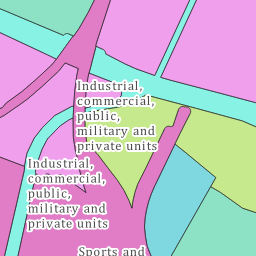 Industrial,
commercial,
public,
military and
private units
Industrial,
commercial,
public,
military and
private units
Sports and